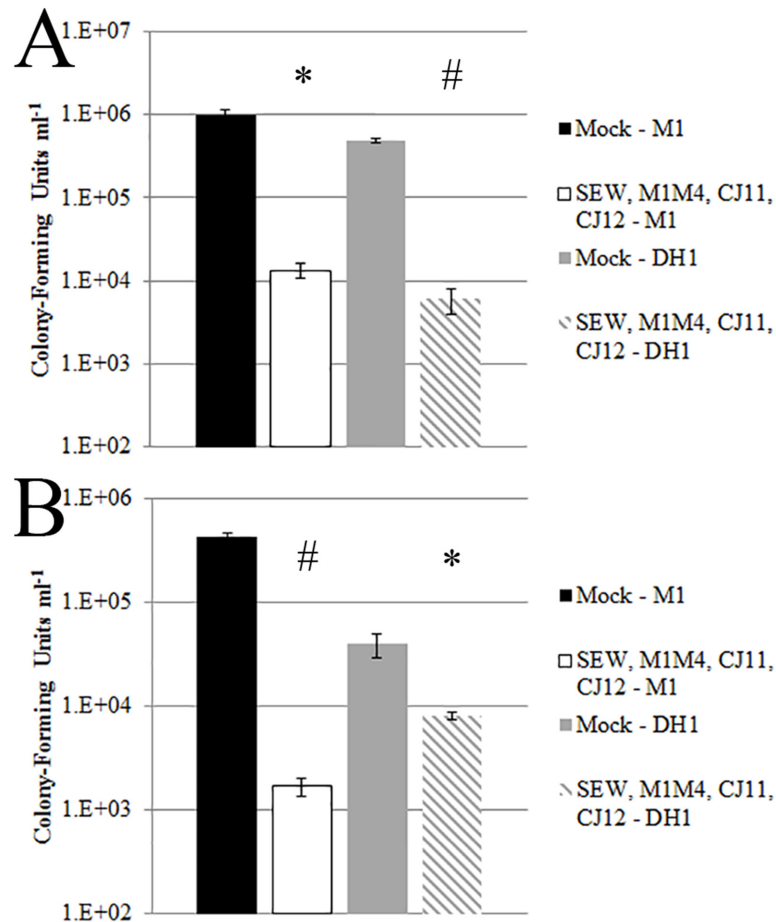 A
Colony-Forming Units ml-1
1.E+07
1.E+06
1.E+05
1.E+04
1.E+03
1.E+02
*
#
Mock - M1
SEW, M1M4, CJ11,
CJ12 - M1
Mock - DH1
SEW, M1M4, CJ11,
CJ12 - DH1
B
Colony-Forming Units ml-1
1.E+06
1.E+05
1.E+04
1.E+03
1.E+02
#
*
Mock - M1
SEW, M1M4, CJ11,
CJ12 - M1
Mock - DH1
SEW, M1M4, CJ11,
CJ12 - DH1